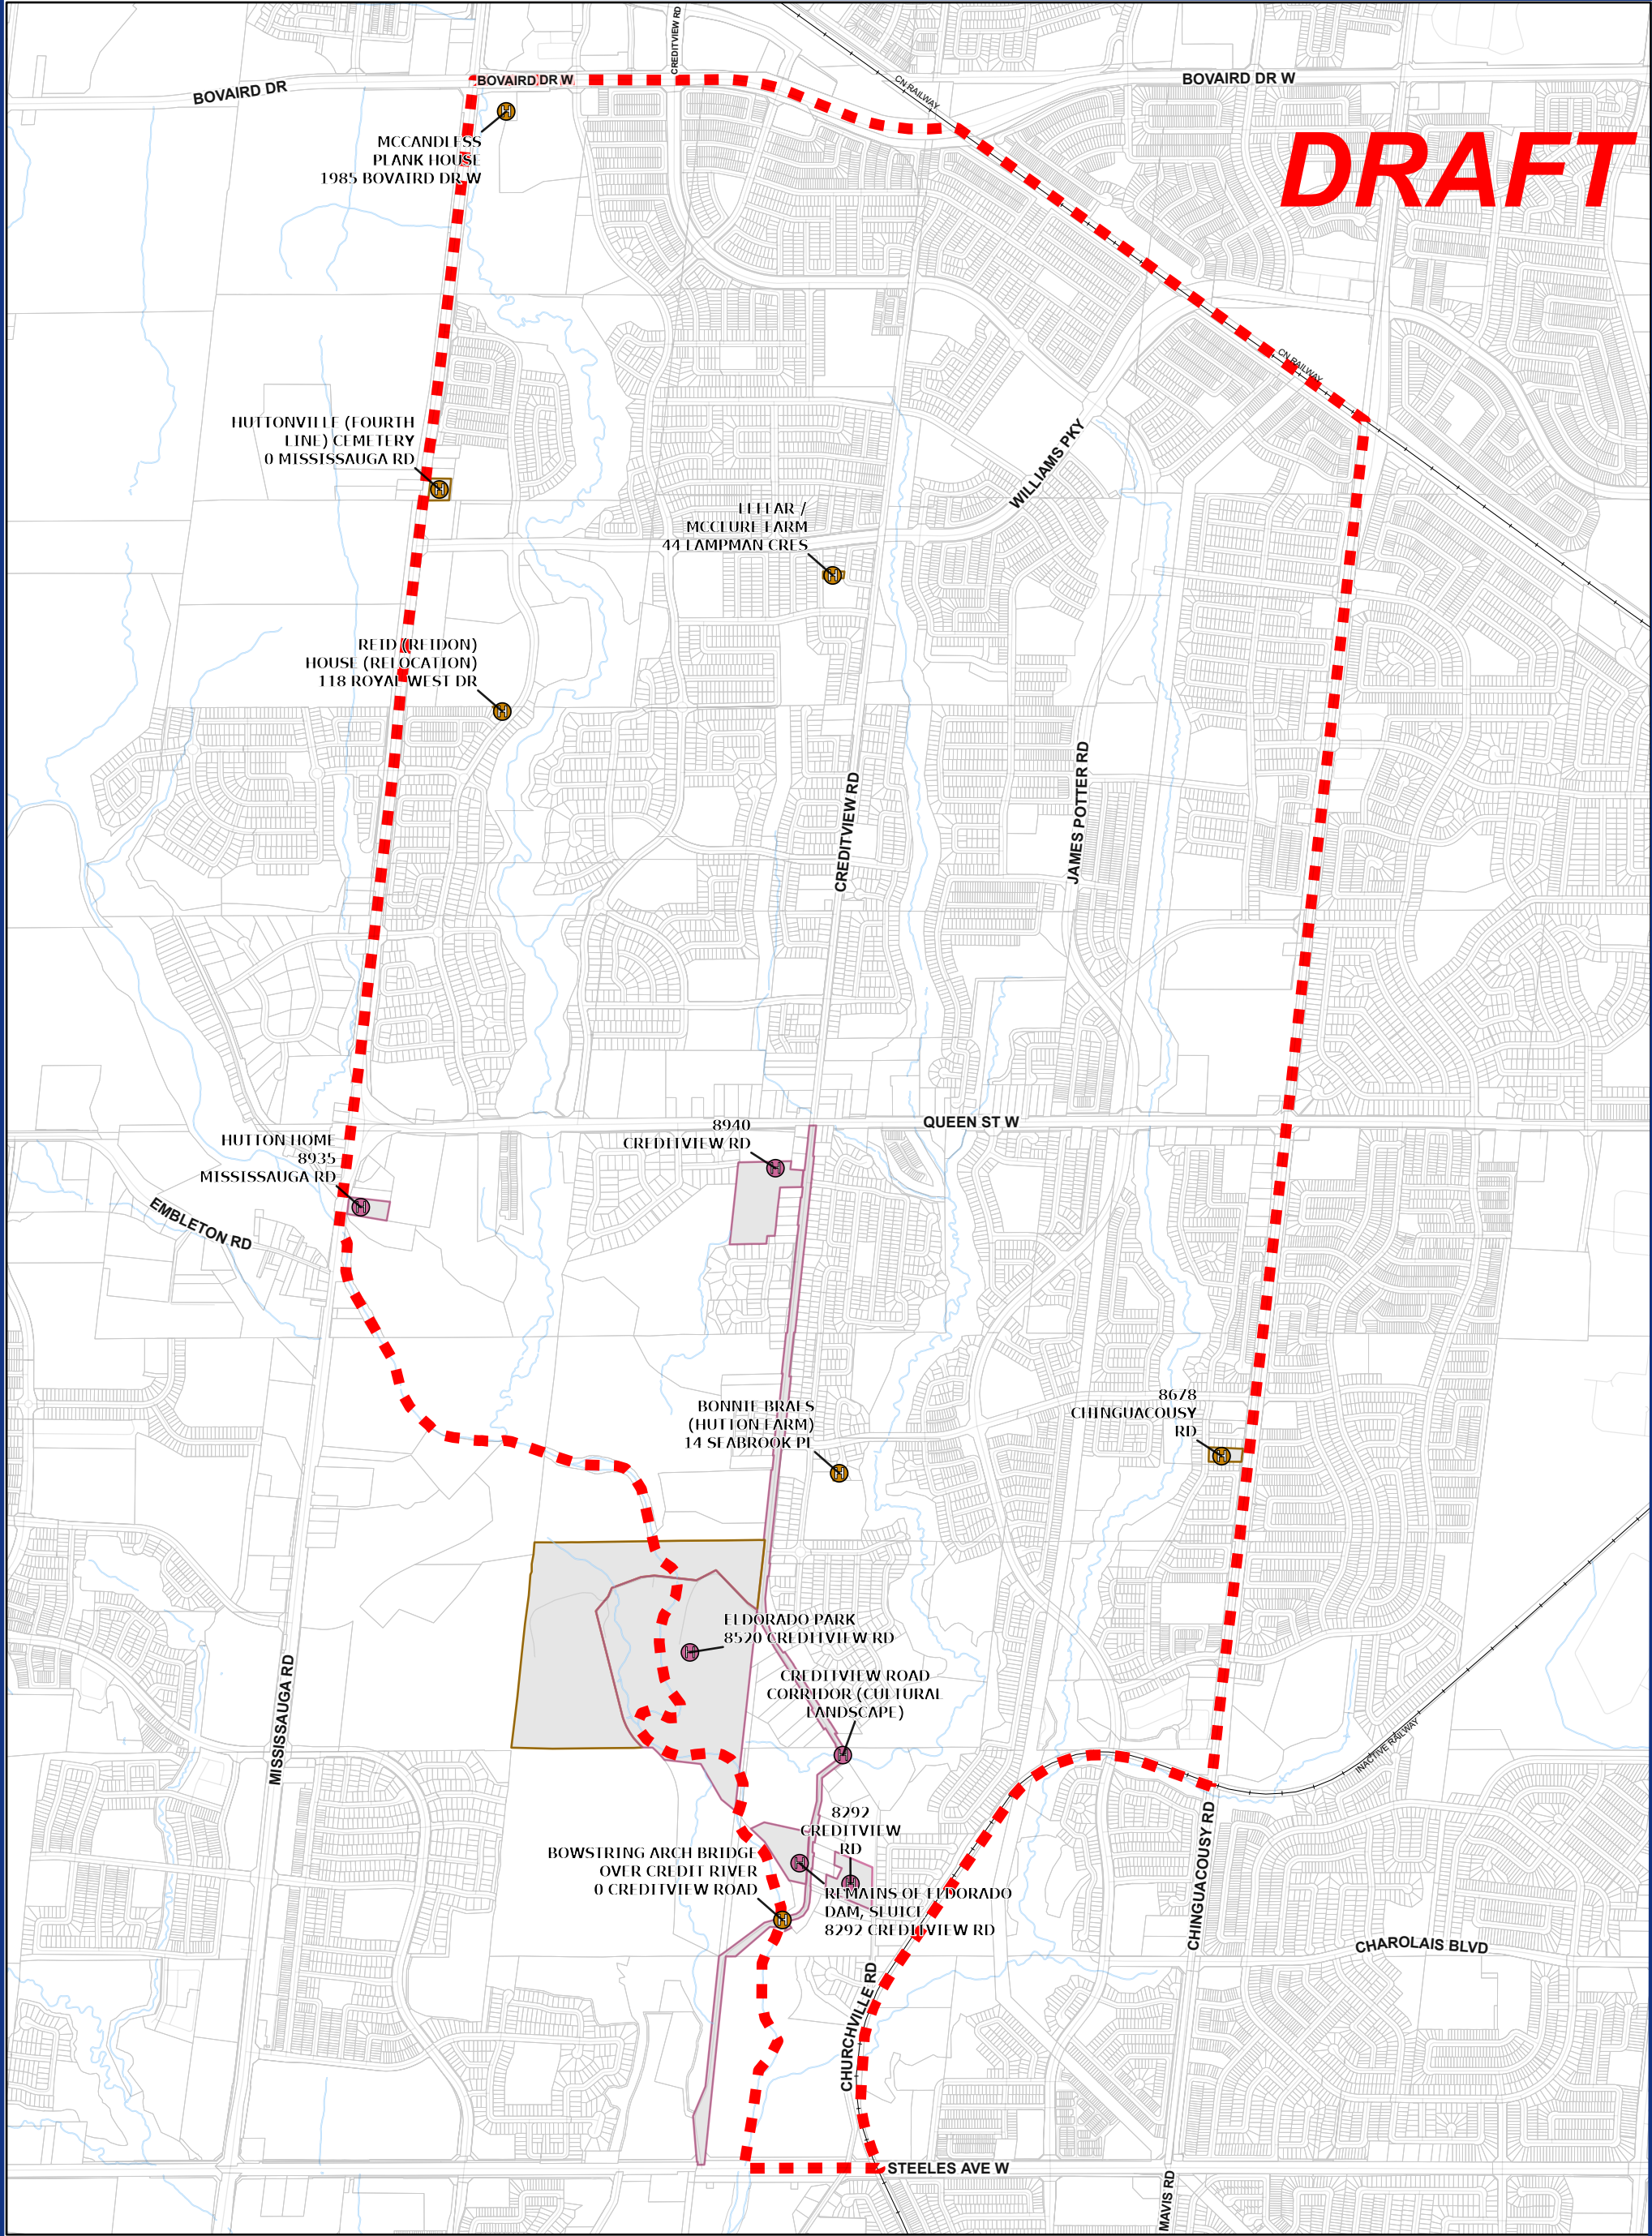 CREDITVIEW RD
BOVAIRD DR
BOVAIRD DR W
CN RAILWAY
BOVAIRD DR W
DRAFT
MCCANDLESS
PLANK HOUSE
1985 BOVAIRD DR W
CN RAILWAY
HUTTONVILLE (FOURTH
LINE) CEMETERY
0 MISSISSAUGA RD
WILLIAMS PKY
LEFLAR /
MCCLURE FARM
44 LAMPMAN CRES
REID (REIDON)
HOUSE (RELOCATION)
118 ROYAL WEST DR
CREDITVIEW RD
JAMES POTTER RD
8940
CREDITVIEW RD
QUEEN ST W
HUTTON HOME
8935
MISSISSAUGA RD
EMBLETON RD
BONNIE BRAES
(HUTTON FARM)
14 SEABROOK PL
8678
CHINGUACOUSY
RD
ELDORADO PARK
8520 CREDITVIEW RD
CREDITVIEW ROAD
CORRIDOR (CULTURAL
LANDSCAPE)
MISSISSAUGA RD
INACTIVE RAILWAY
8292
CREDITVIEW
RD
BOWSTRING ARCH BRIDGE
OVER CREDIT RIVER
0 CREDITVIEW ROAD
REMAINS OF ELDORADO
DAM, SLUICE
8292 CREDITVIEW RD
CHINGUACOUSY RD
CHAROLAIS BLVD
CHURCHVILLE RD
STEELES AVE W
MAVIS RD